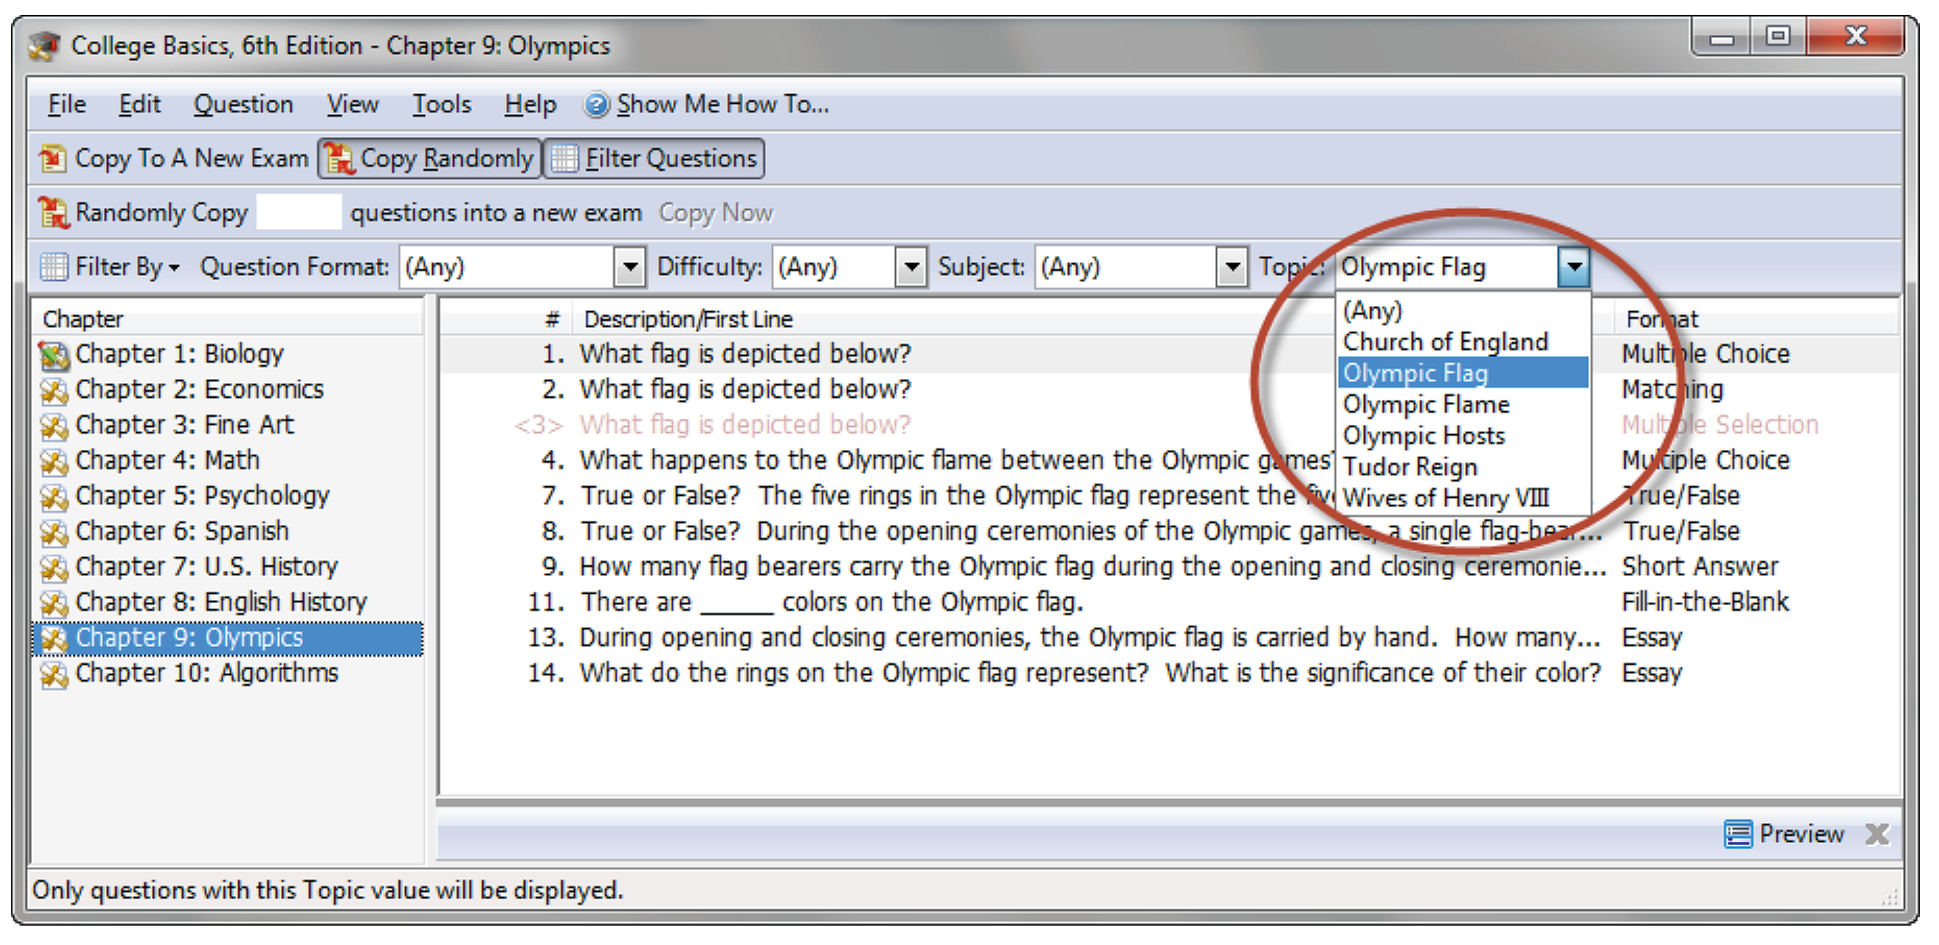 College Basics, 6th Edition - Chapter 9: Olympics
File Edit Question View Tools Help Show Me How To...
Copy To A New Exam Copy Randomly Filter Questions
Randomly Copy questions into a new exam Copy Now
Filter By Question Format: (Any) Difficulty: (Any) Subject: (Any) Topic: Olympic Flag
(Any)
Church of England
Olympic Flag
Olympic Flame
Olympic Hosts
Tudor Reign
Wives of Henry VIII
Chapter
Chapter 1: Biology
Chapter 2: Economics
Chapter 3: Fine Art
Chapter 4: Math
Chapter 5: Psychology
Chapter 6: Spanish
Chapter 7: U.S. History
Chapter 8: English History
Chapter 9: Olympics
Chapter 10: Algorithms
# Description/First Line Format
1. What flag is depicted below? Multiple Choice
2. What flag is depicted below? Matching
<3> What flag is depicted below? Multiple Selection
4. What happens to the Olympic flame between the Olympic games? Multiple Choice
7. True or False? The five rings in the Olympic flag represent the fiv True/False
8. True or False? During the opening ceremonies of the Olympic games, a single flag-bear... True/False
9. How many flag bearers carry the Olympic flag during the opening and closing ceremonie... Short Answer
11. There are ______ colors on the Olympic flag. Fill-in-the-Blank
13. During opening and closing ceremonies, the Olympic flag is carried by hand. How many... Essay
14. What do the rings on the Olympic flag represent? What is the significance of their color? Essay
Preview
Only questions with this Topic value will be displayed.